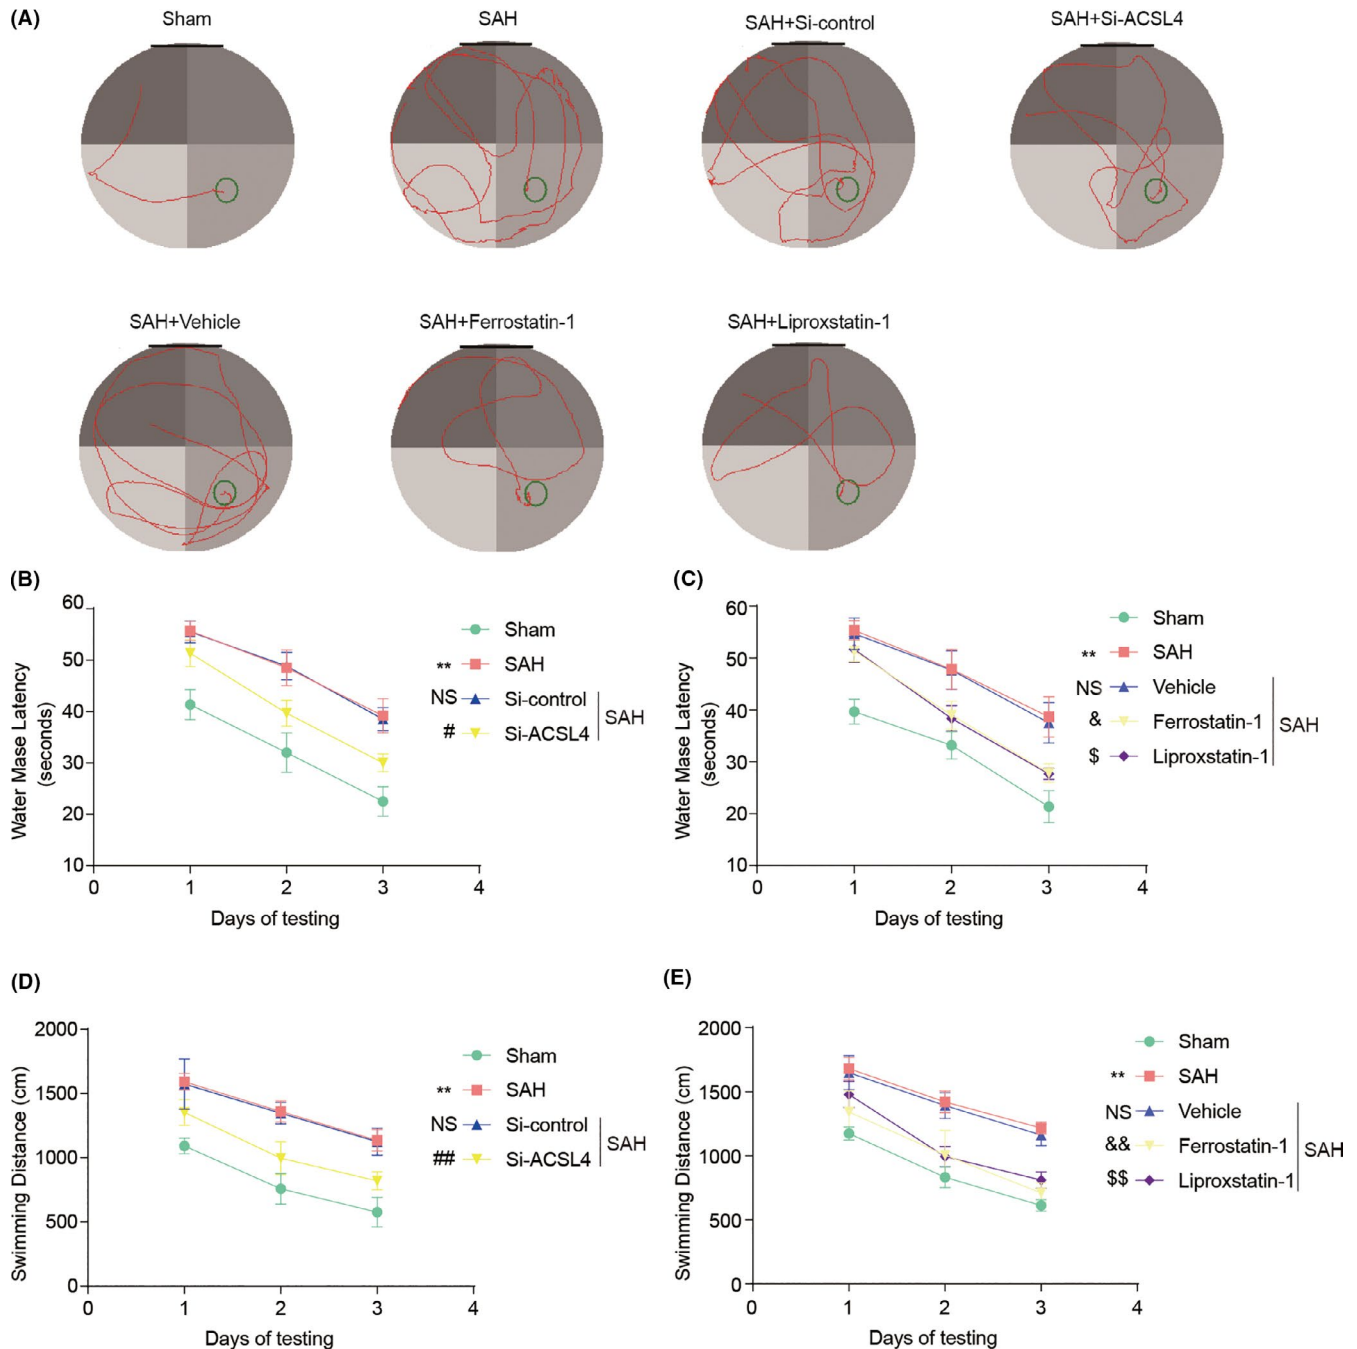 (A)
Sham
SAH
SAH+Si-control
SAH+Si-ACSL4
SAH+Vehicle
SAH+Ferrostatin-1
SAH+Liproxstatin-1
(B)
Water Mase Latency
(seconds)
60
50
40
30
20
10
0
1
2
3
4
Days of testing
Sham
** SAH
NS Si-control
# Si-ACSL4
SAH
(C)
Water Mase Latency
(seconds)
60
50
40
30
20
10
0
1
2
3
4
Days of testing
Sham
** SAH
NS Vehicle
& Ferrostatin-1
$ Liproxstatin-1
SAH
(D)
Swimming Distance (cm)
2000
1500
1000
500
0
0
1
2
3
4
Days of testing
Sham
** SAH
NS Si-control
## Si-ACSL4
SAH
(E)
Swimming Distance (cm)
2000
1500
1000
500
0
0
1
2
3
4
Days of testing
Sham
** SAH
NS Vehicle
&& Ferrostatin-1
$$ Liproxstatin-1
SAH